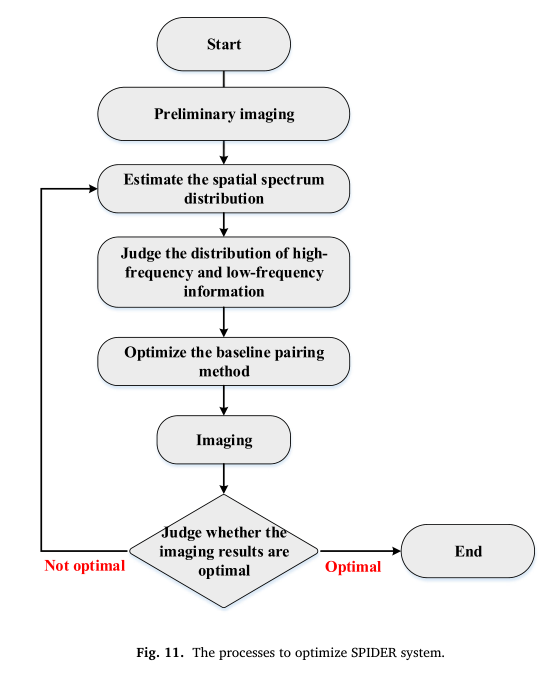 Start
Preliminary imaging
Estimate the spatial spectrum
distribution
Judge the distribution of high-
frequency and low-frequency
information
Optimize the baseline pairing
method
Imaging
Judge whether the
imaging results are
optimal
Not optimal
Optimal
End
Fig. 11. The processes to optimize SPIDER system.